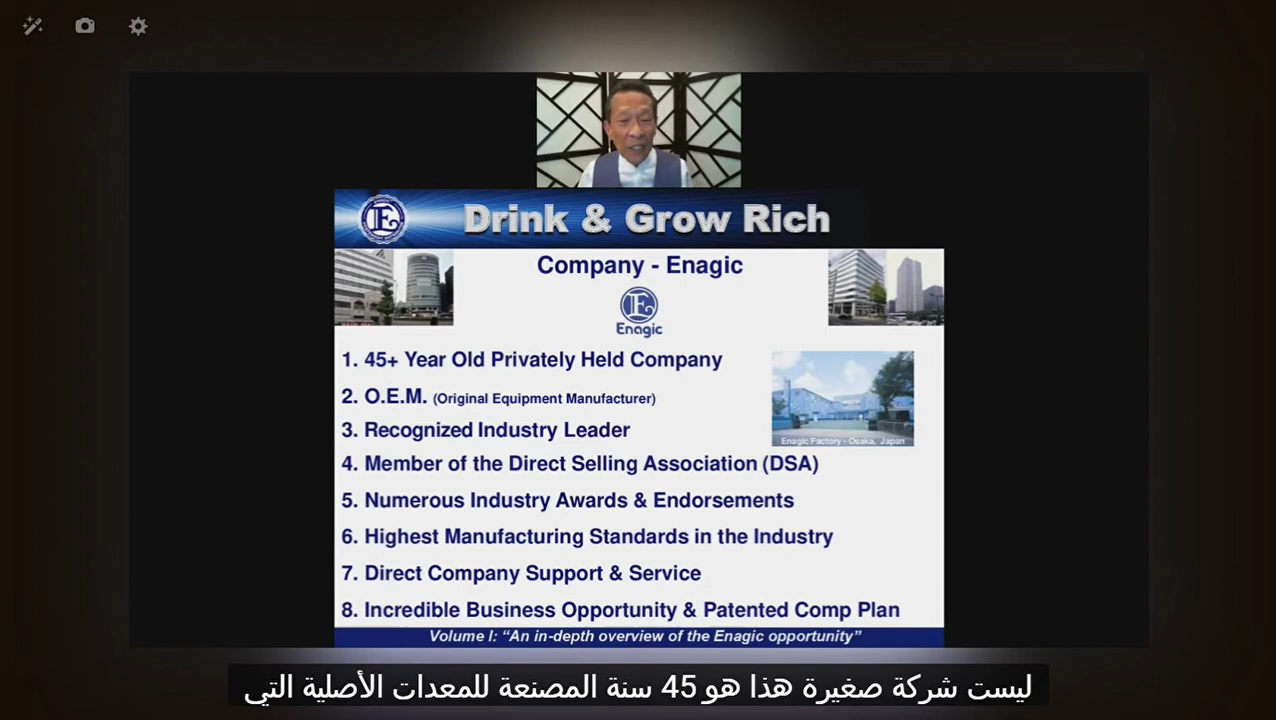 Drink & Grow Rich
Company - Enagic
Enagic
1. 45+ Year Old Privately Held Company
2. O.E.M. (Original Equipment Manufacturer)
3. Recognized Industry Leader
Enagic Factory - Osaka, Japan
4. Member of the Direct Selling Association (DSA)
5. Numerous Industry Awards & Endorsements
6. Highest Manufacturing Standards in the Industry
7. Direct Company Support & Service
8. Incredible Business Opportunity & Patented Comp Plan
Volume I: “An in-depth overview of the Enagic opportunity”
ليست شركة صغيرة هذا هو 45 سنة المصنعة للمعدات الأصلية التي